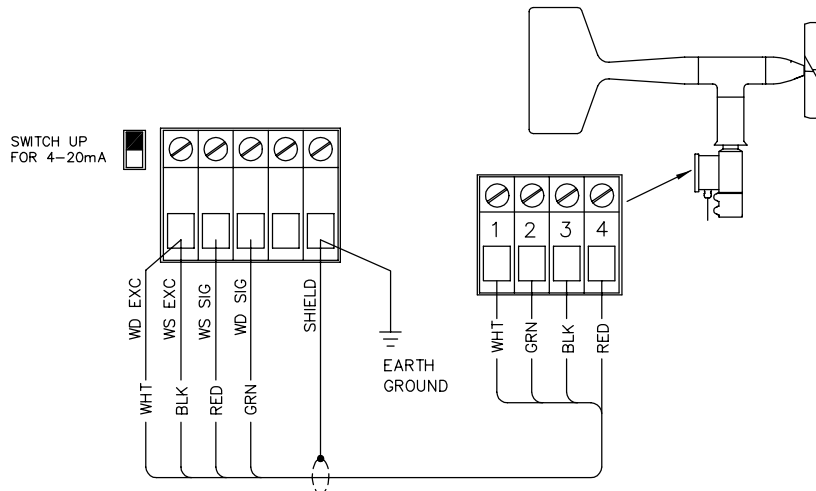 SWITCH UP
FOR 4-20mA
1 2 3 4
WD EXC
WS EXC
WS SIG
WD SIG
SHIELD
EARTH
GROUND
WHT
BLK
RED
GRN
WHT
GRN
BLK
RED